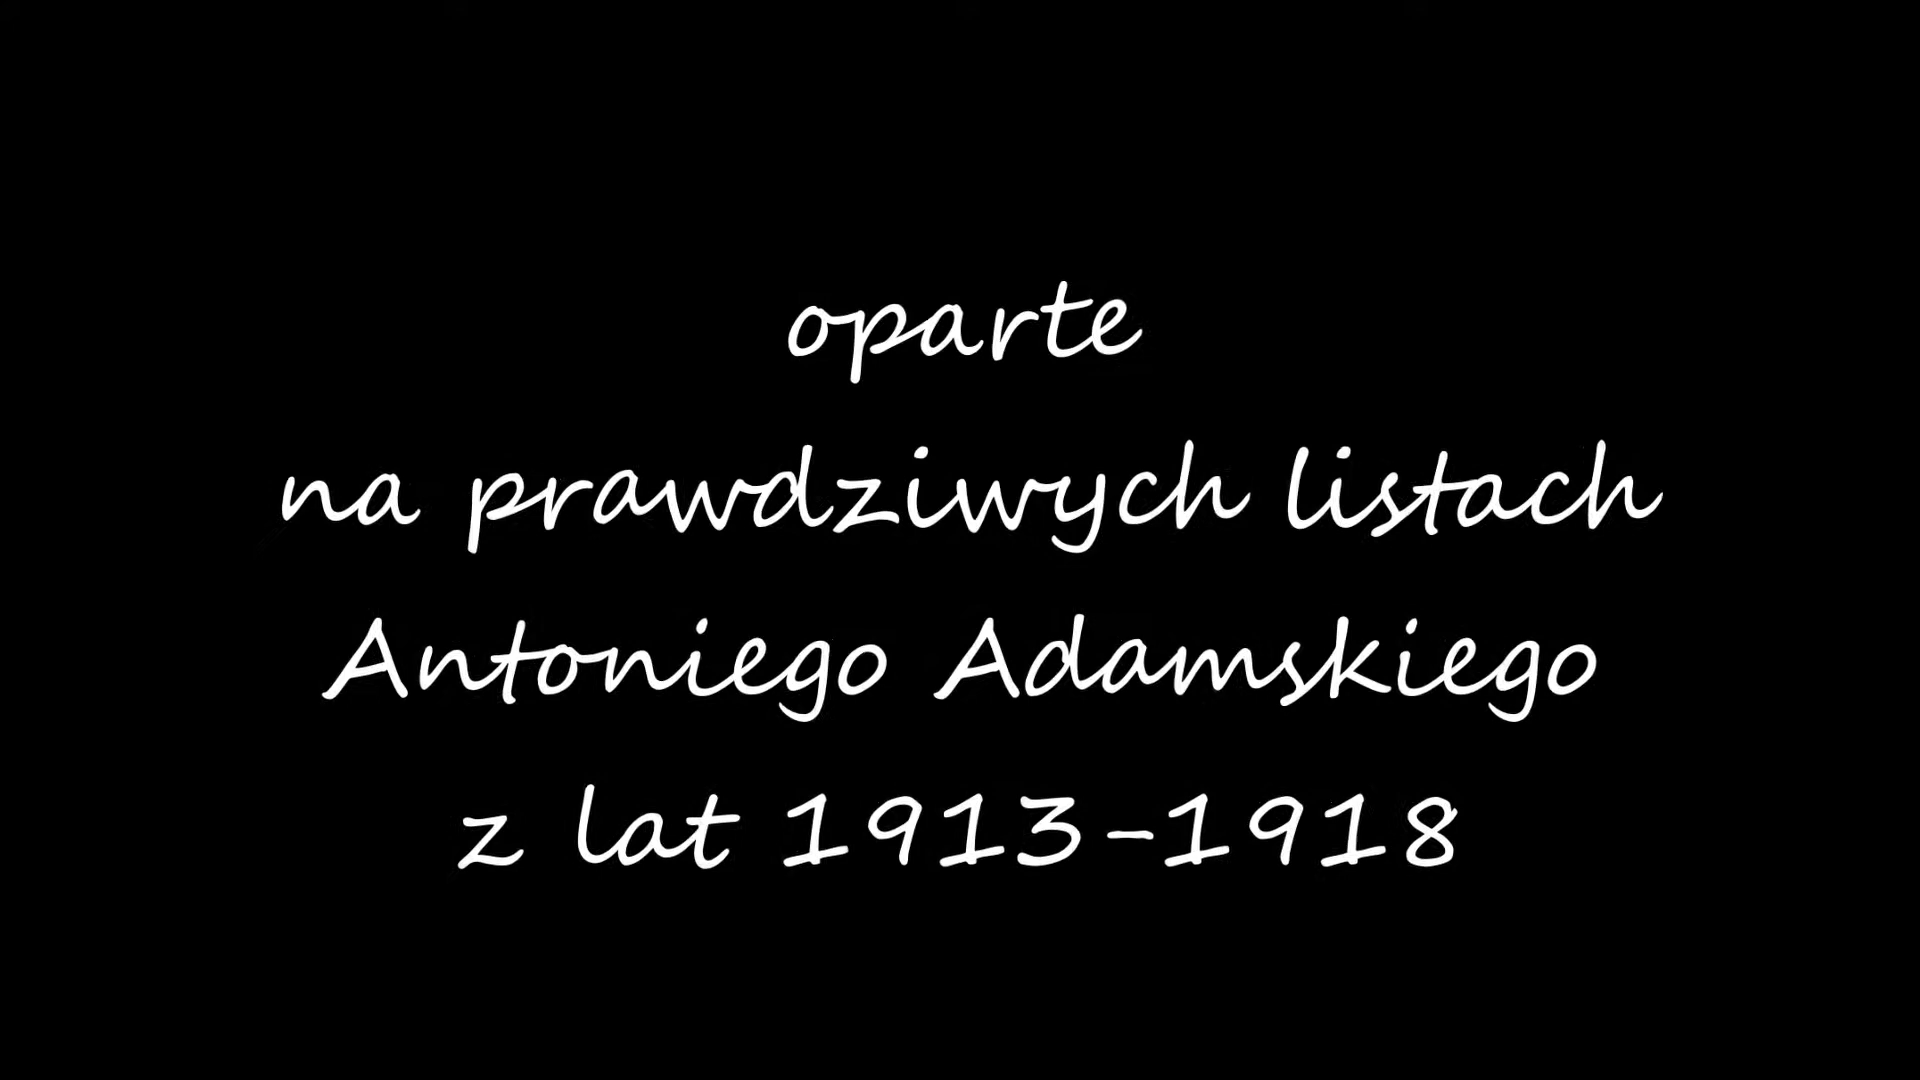 oparte
na prawdziwych listach
Antoniego Adamskiego
z lat 1913-1918